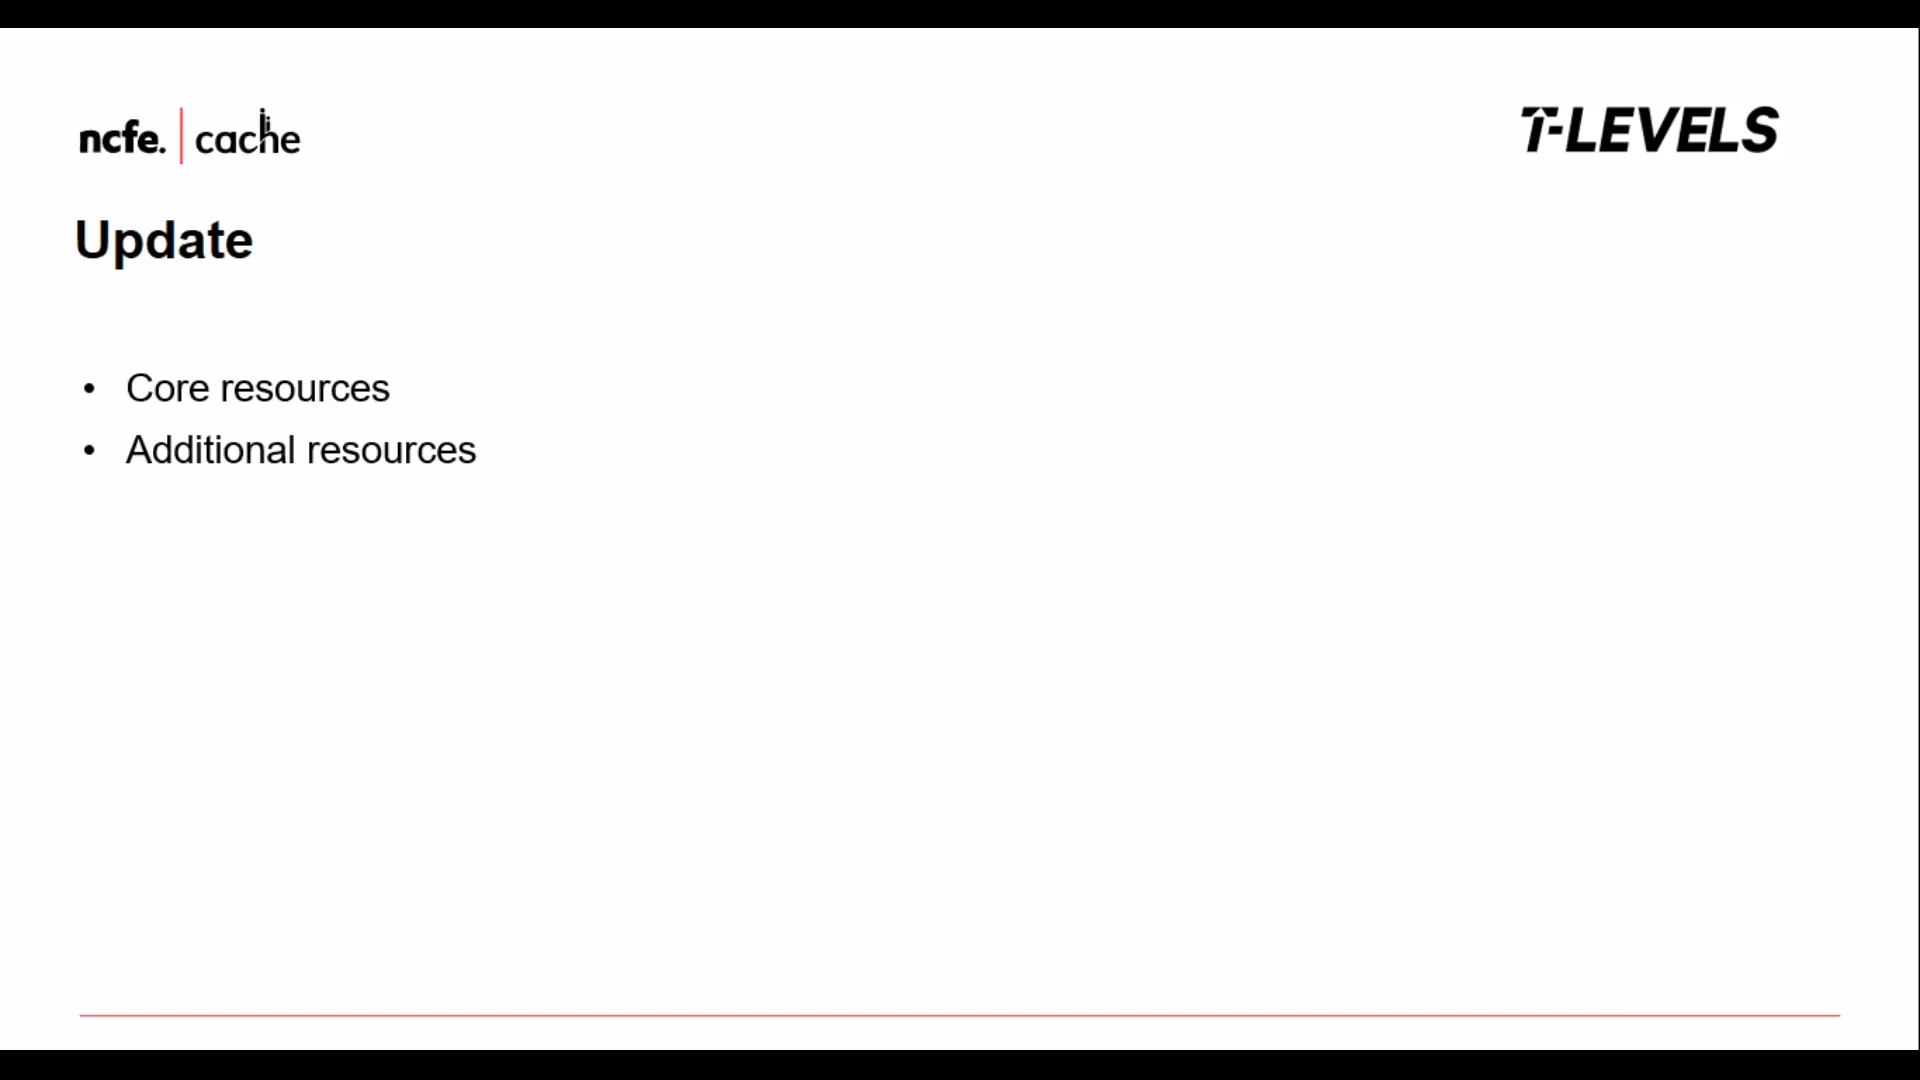 ncfe. cache
T-LEVELS
Update
• Core resources
• Additional resources